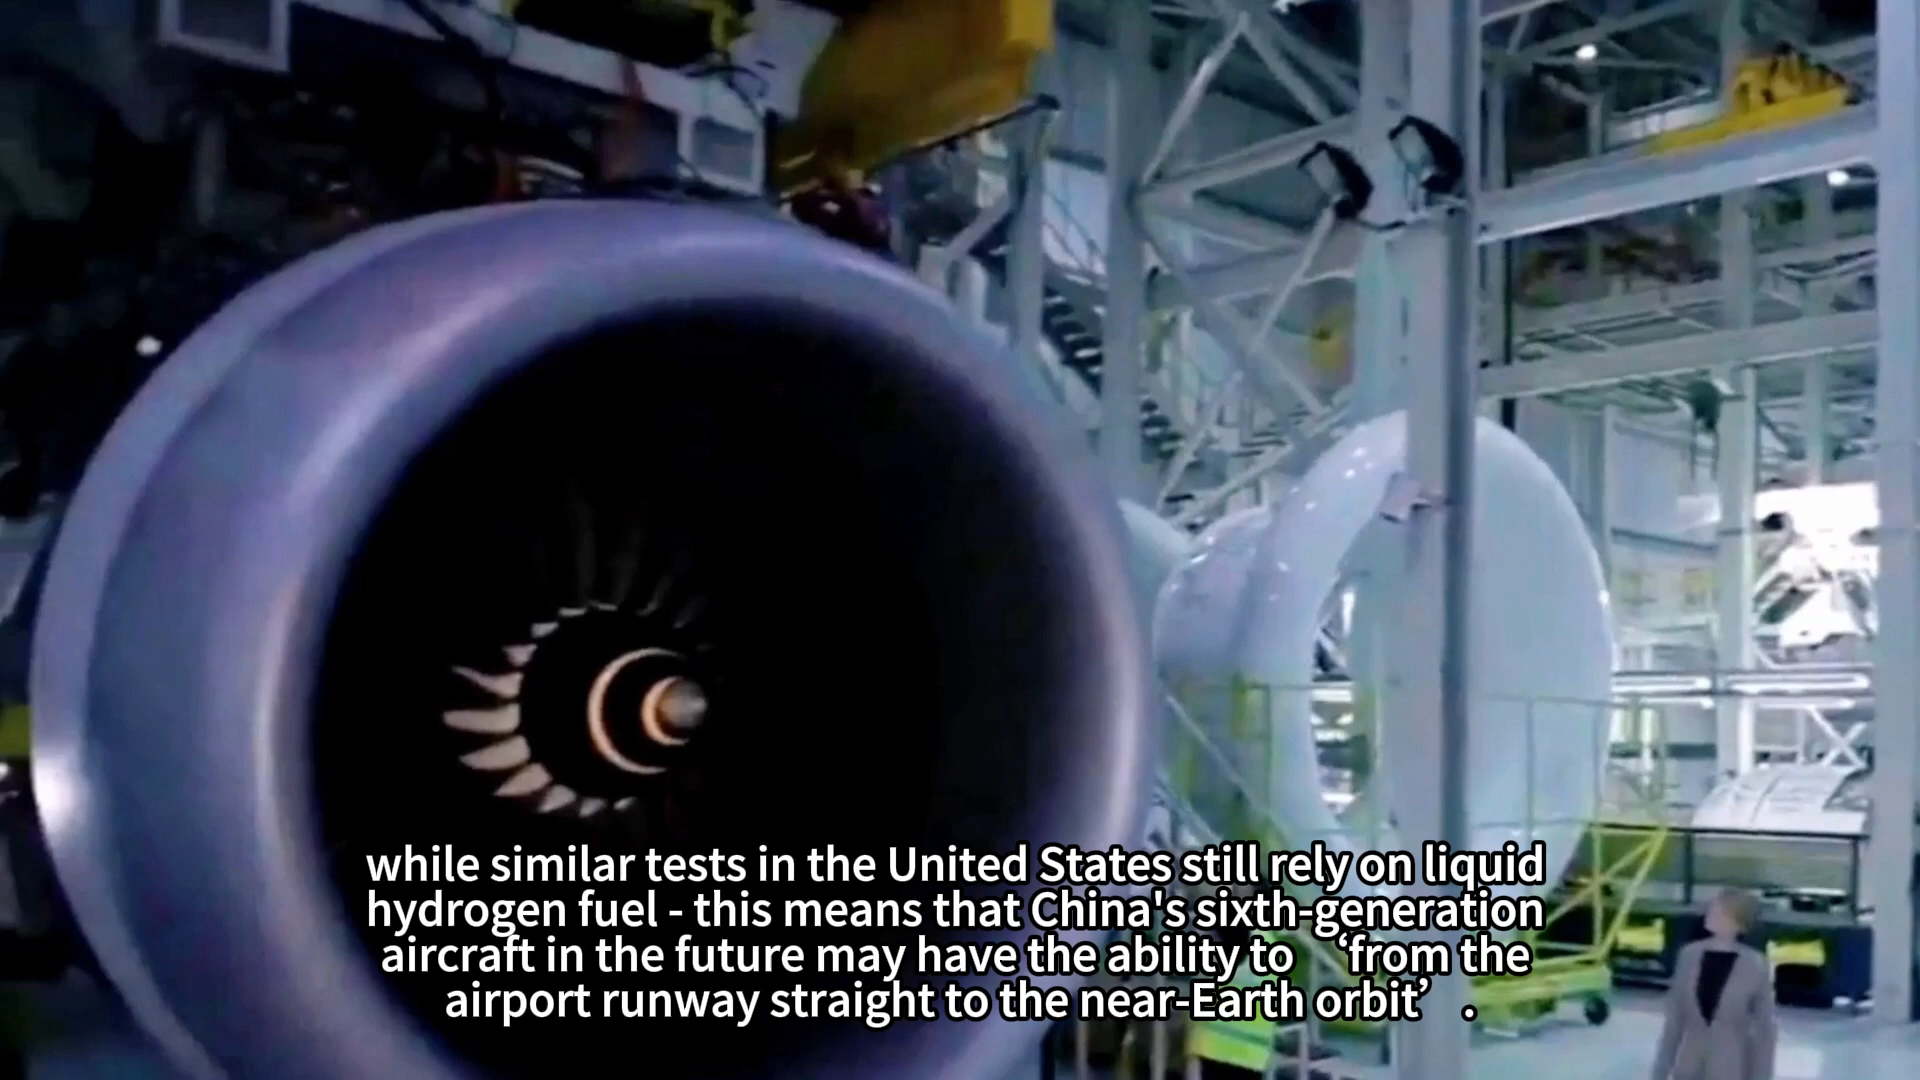 while similar tests in the United States still rely on liquid
hydrogen fuel - this means that China's sixth-generation
aircraft in the future may have the ability to ‘from the
airport runway straight to the near-Earth orbit’ .